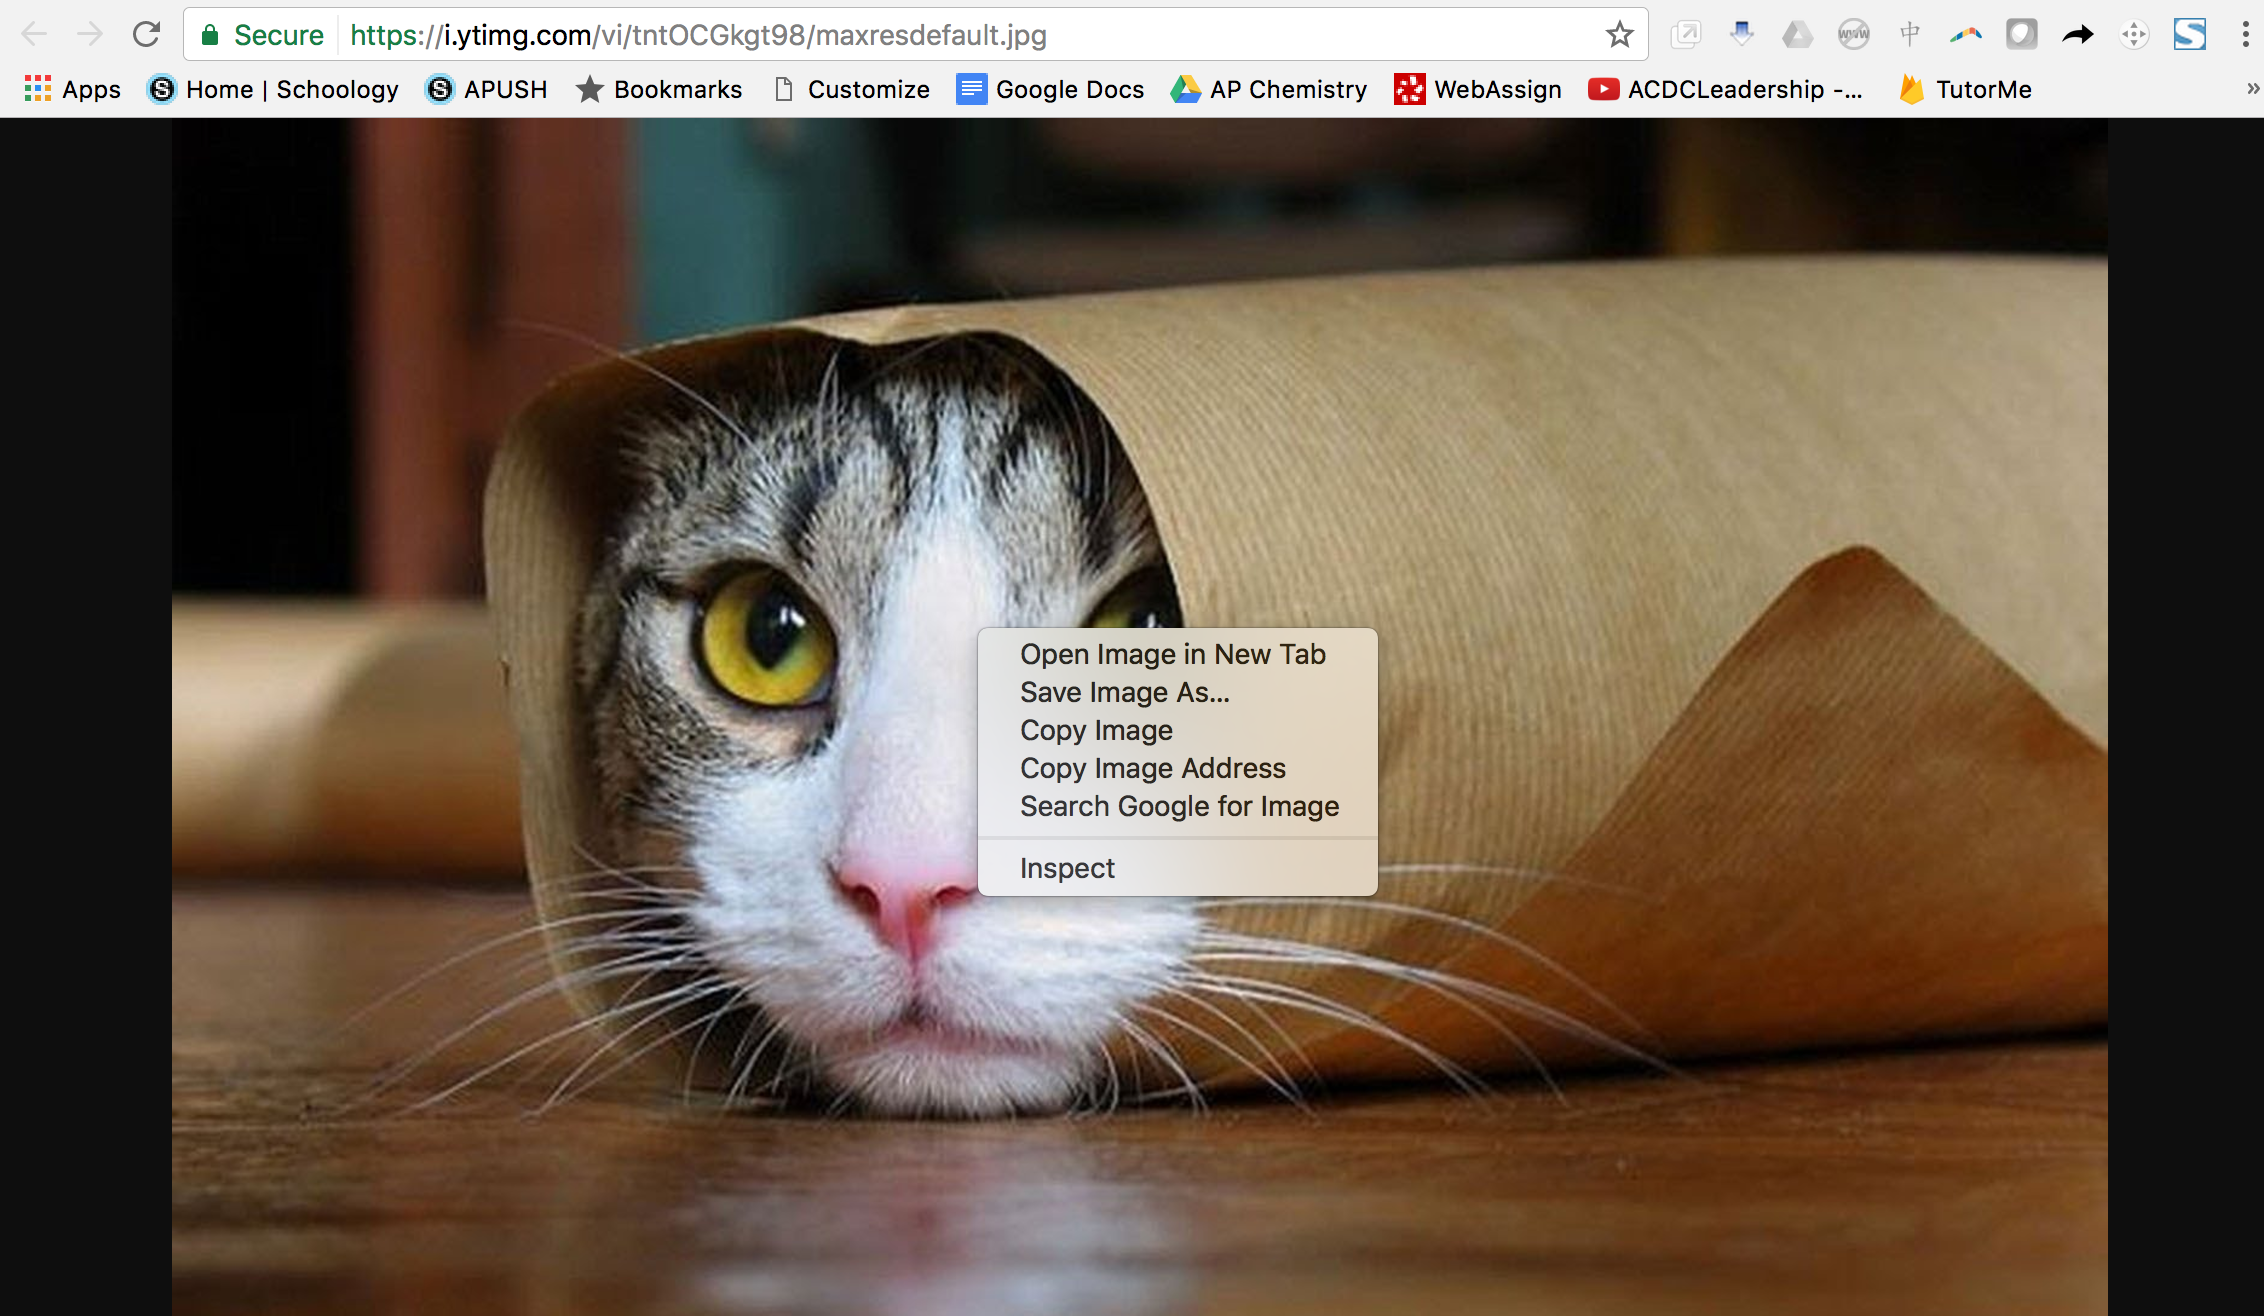 Secure https://i.ytimg.com/vi/tntOCGkgt98/maxresdefault.jpg
Apps Home | Schoology APUSH Bookmarks Customize Google Docs AP Chemistry WebAssign ACDCLeadership -... TutorMe »
Open Image in New Tab
Save Image As...
Copy Image
Copy Image Address
Search Google for Image
Inspect